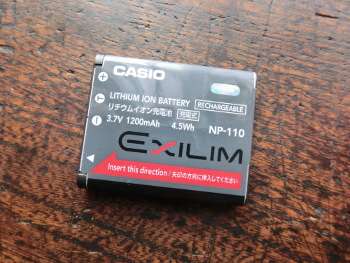 CASIO
LITHIUM ION BATTERY RECHARGEABLE
リチウムイオン充電池 充電式
3.7V 1200mAh 4.5Wh NP-110
EXILIM
Insert this direction / 矢印の方向に挿入してください